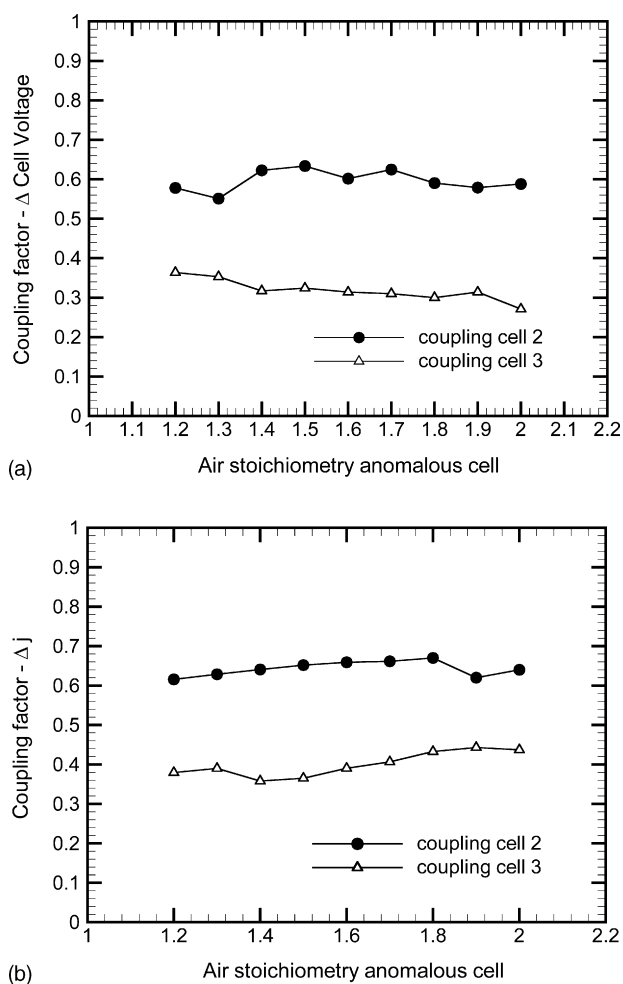 1
0.9
0.8
0.7
0.6
0.5
0.4
0.3
0.2
0.1
0
Coupling factor - Δ Cell Voltage
coupling cell 2
coupling cell 3
1 1.1 1.2 1.3 1.4 1.5 1.6 1.7 1.8 1.9 2 2.1 2.2
(a)
Air stoichiometry anomalous cell
1
0.9
0.8
0.7
0.6
0.5
0.4
0.3
0.2
0.1
0
Coupling factor - Δ j
coupling cell 2
coupling cell 3
1 1.2 1.4 1.6 1.8 2 2.2
(b)
Air stoichiometry anomalous cell